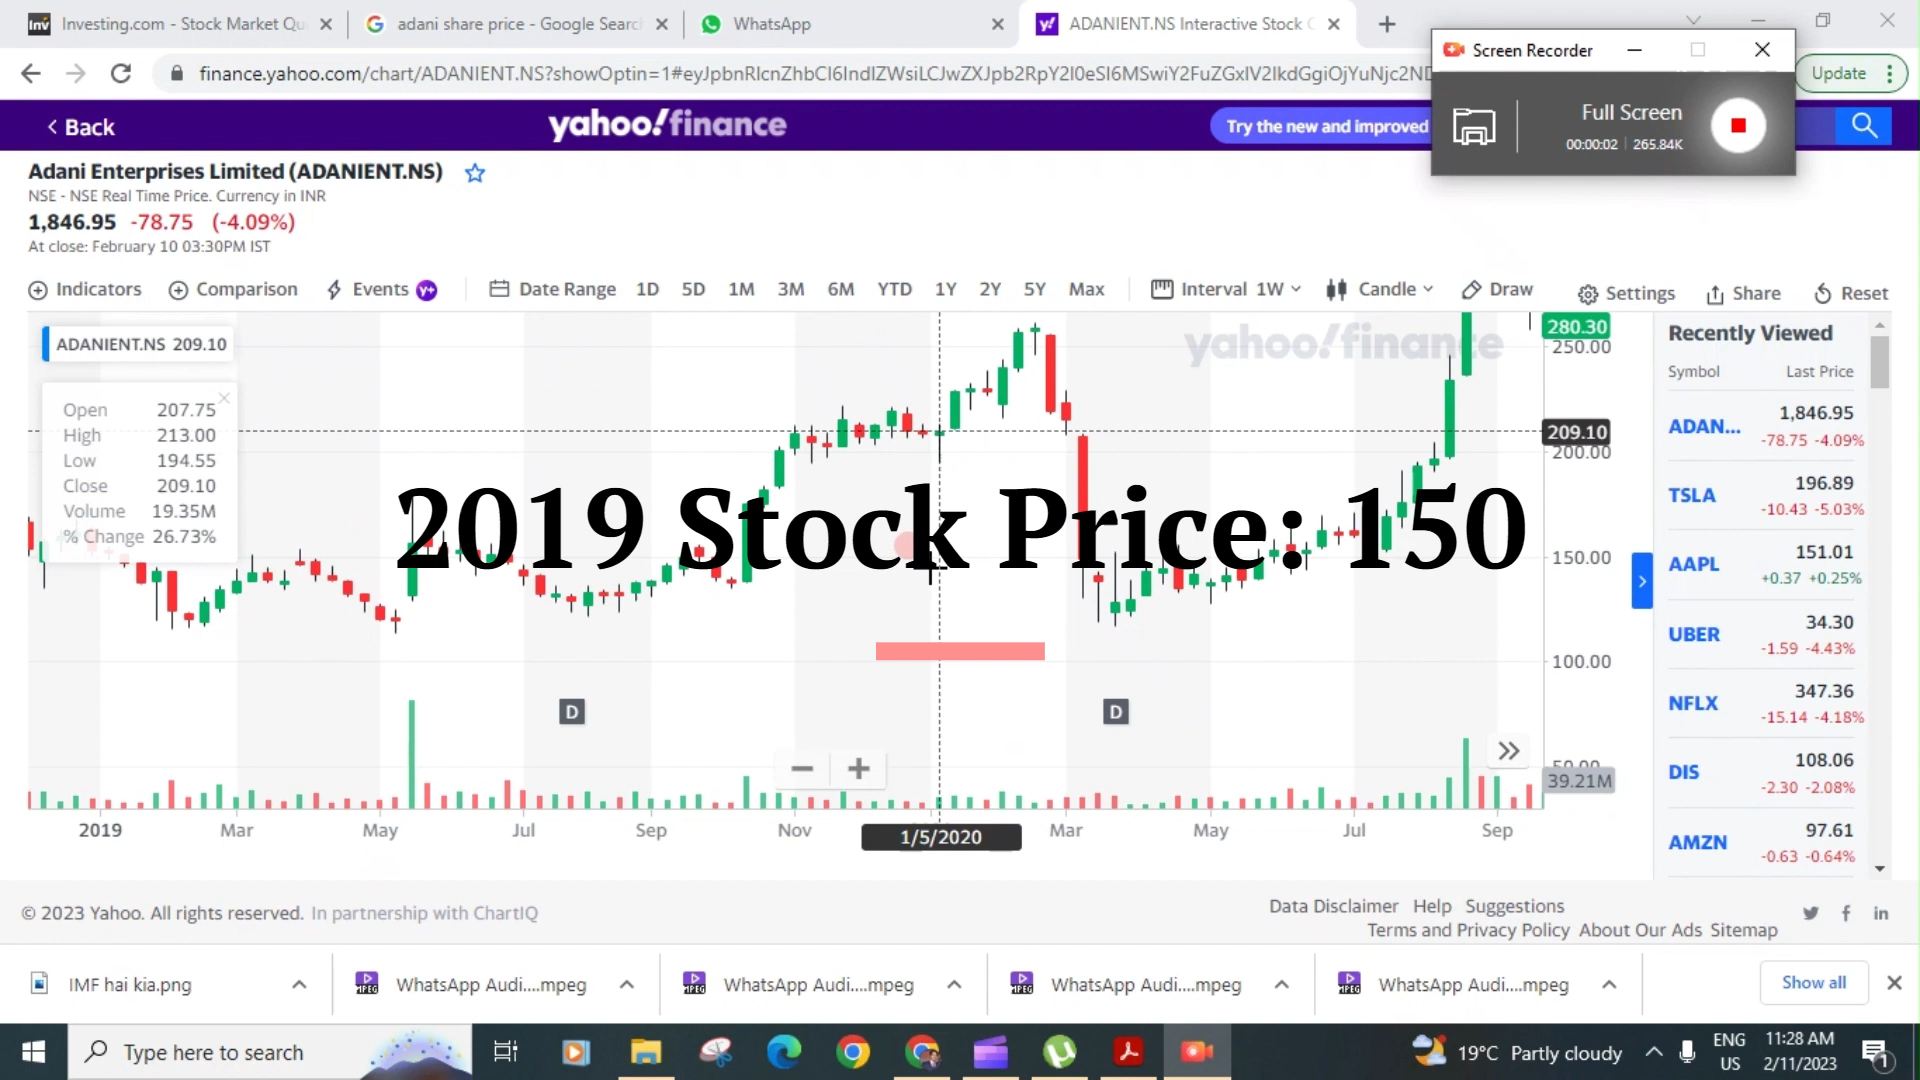 Investing.com - Stock Market Qu
adani share price - Google Searc
WhatsApp
ADANIENT.NS Interactive Stock C
Screen Recorder
Update
Full Screen
00:00:02 265.84K
Back
yahoo!finance
Try the new and improved
Adani Enterprises Limited (ADANIENT.NS)
NSE - NSE Real Time Price. Currency in INR
1,846.95 -78.75 (-4.09%)
At close: February 10 03:30PM IST
Indicators Comparison Events Y+ Date Range 1D 5D 1M 3M 6M YTD 1Y 2Y 5Y Max Interval 1W Candle Draw Settings Share Reset
ADANIENT.NS 209.10
Open 207.75
High 213.00
Low 194.55
Close 209.10
Volume 19.35M
% Change 26.73%
yahoo!finance
280.30
250.00
209.10
200.00
150.00
100.00
39.21M
2019 Stock Price: 150
D D
2019 Mar May Jul Sep Nov 1/5/2020 Mar May Jul Sep
Recently Viewed
Symbol Last Price
ADAN... 1,846.95
-78.75 -4.09%
TSLA 196.89
-10.43 -5.03%
AAPL 151.01
+0.37 +0.25%
UBER 34.30
-1.59 -4.43%
NFLX 347.36
-15.14 -4.18%
DIS 108.06
-2.30 -2.08%
AMZN 97.61
-0.63 -0.64%
© 2023 Yahoo. All rights reserved. In partnership with ChartIQ
Data Disclaimer Help Suggestions
Terms and Privacy Policy About Our Ads Sitemap
IMF hai kia.png
WhatsApp Audi....mpeg
WhatsApp Audi....mpeg
WhatsApp Audi....mpeg
WhatsApp Audi....mpeg
Show all
Type here to search
19°C Partly cloudy
ENG
US
11:28 AM
2/11/2023
1